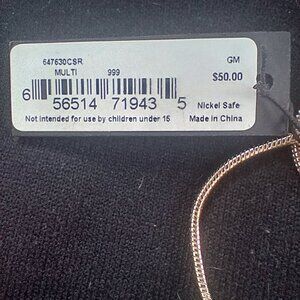 647630CSR GM
MULTI 999 $50.00
6 56514 71943 5 Nickel Safe
Not intended for use by children under 15 Made in China